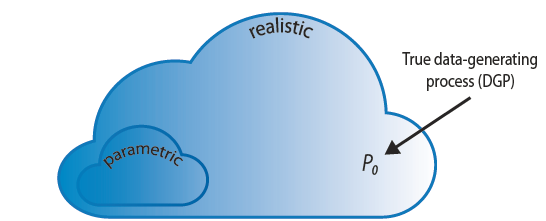 realistic
True data-generating
process (DGP)
parametric
P0